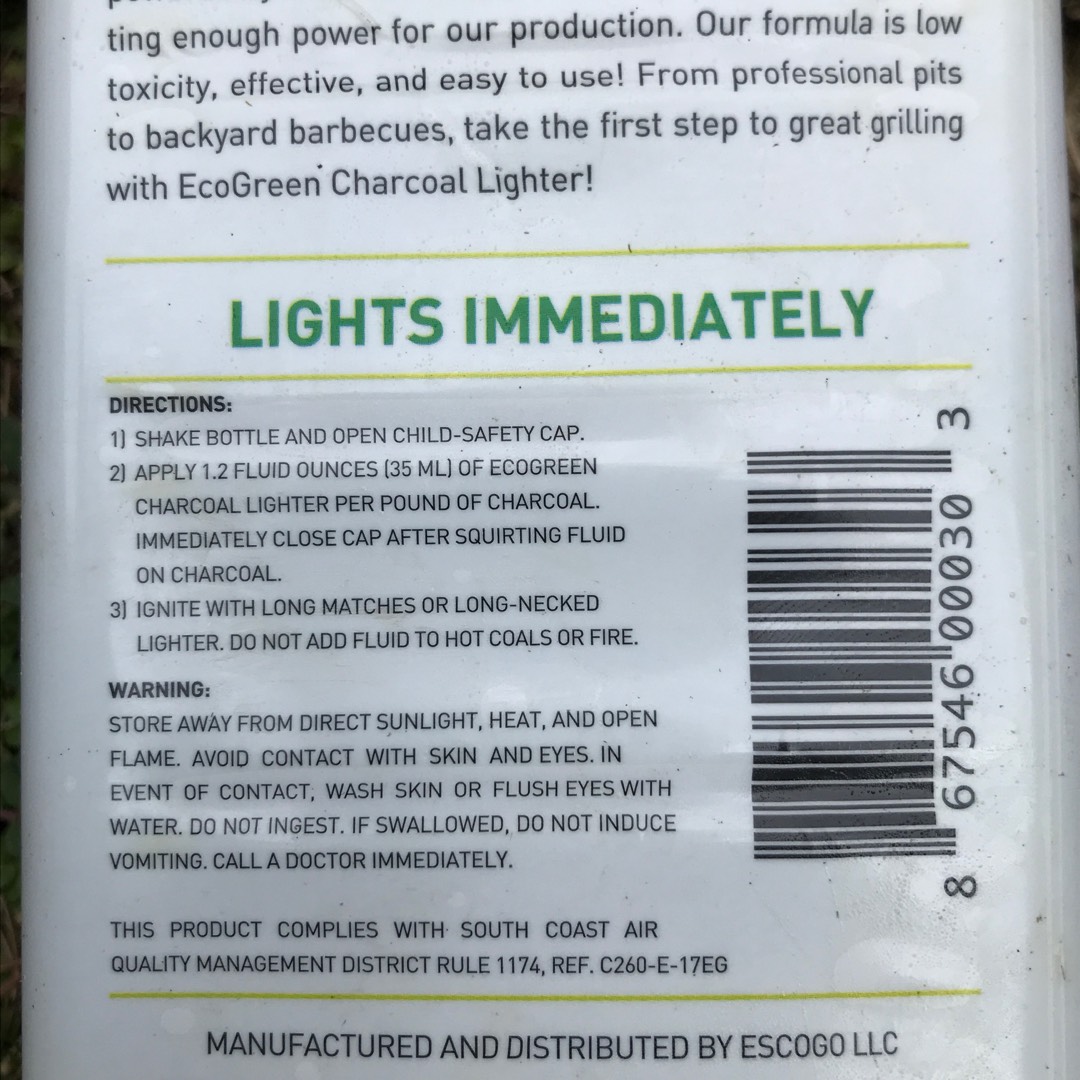 ting enough power for our production. Our formula is low
toxicity, effective, and easy to use! From professional pits
to backyard barbecues, take the first step to great grilling
with EcoGreen Charcoal Lighter!
LIGHTS IMMEDIATELY
DIRECTIONS:
1) SHAKE BOTTLE AND OPEN CHILD-SAFETY CAP.
2) APPLY 1.2 FLUID OUNCES (35 ML) OF ECOGREEN
CHARCOAL LIGHTER PER POUND OF CHARCOAL.
IMMEDIATELY CLOSE CAP AFTER SQUIRTING FLUID
ON CHARCOAL.
3) IGNITE WITH LONG MATCHES OR LONG-NECKED
LIGHTER. DO NOT ADD FLUID TO HOT COALS OR FIRE.
WARNING:
STORE AWAY FROM DIRECT SUNLIGHT, HEAT, AND OPEN
FLAME. AVOID CONTACT WITH SKIN AND EYES. IN
EVENT OF CONTACT, WASH SKIN OR FLUSH EYES WITH
WATER. DO NOT INGEST. IF SWALLOWED, DO NOT INDUCE
VOMITING. CALL A DOCTOR IMMEDIATELY.
THIS PRODUCT COMPLIES WITH SOUTH COAST AIR
QUALITY MANAGEMENT DISTRICT RULE 1174, REF. C260-E-17EG
8 67546 00030 3
MANUFACTURED AND DISTRIBUTED BY ESCOGO LLC